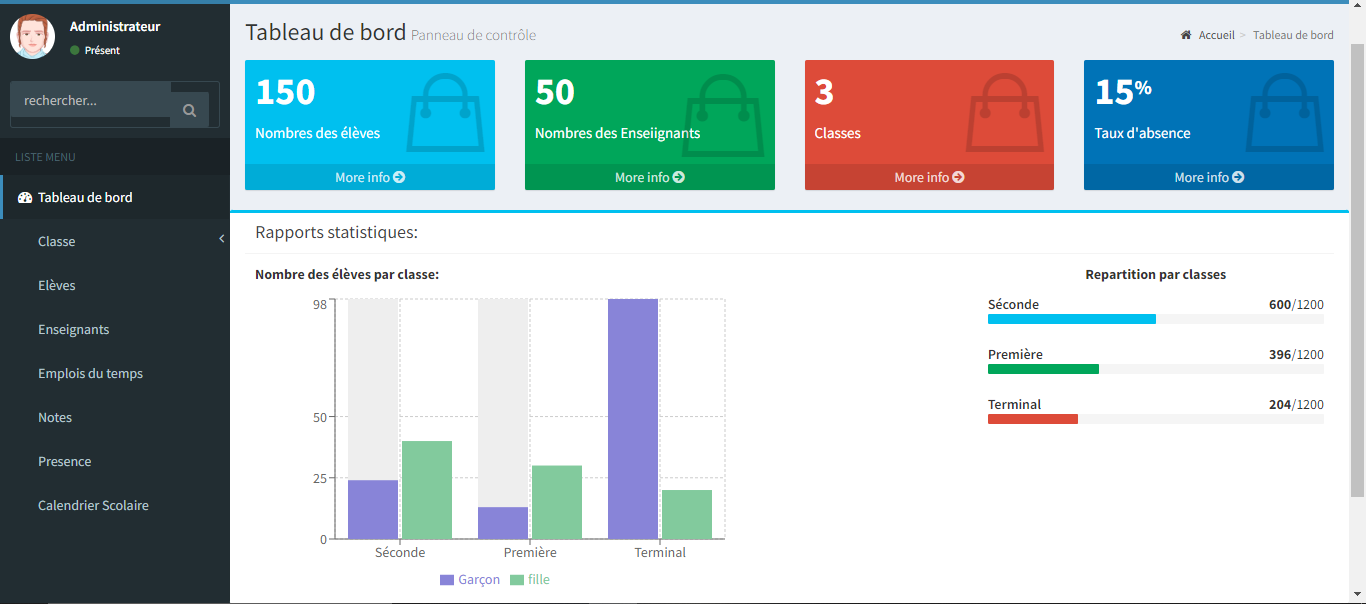 Administrateur
Présent
rechercher...
LISTE MENU
Tableau de bord
Classe
Elèves
Enseignants
Emplois du temps
Notes
Presence
Calendrier Scolaire
Tableau de bord Panneau de contrôle
Accueil > Tableau de bord
150
Nombres des élèves
More info
50
Nombres des Enseiignants
More info
3
Classes
More info
15%
Taux d'absence
More info
Rapports statistiques:
Nombre des élèves par classe:
98
50
25
0
Séconde Première Terminal
Garçon fille
Repartition par classes
Séconde 600/1200
Première 396/1200
Terminal 204/1200